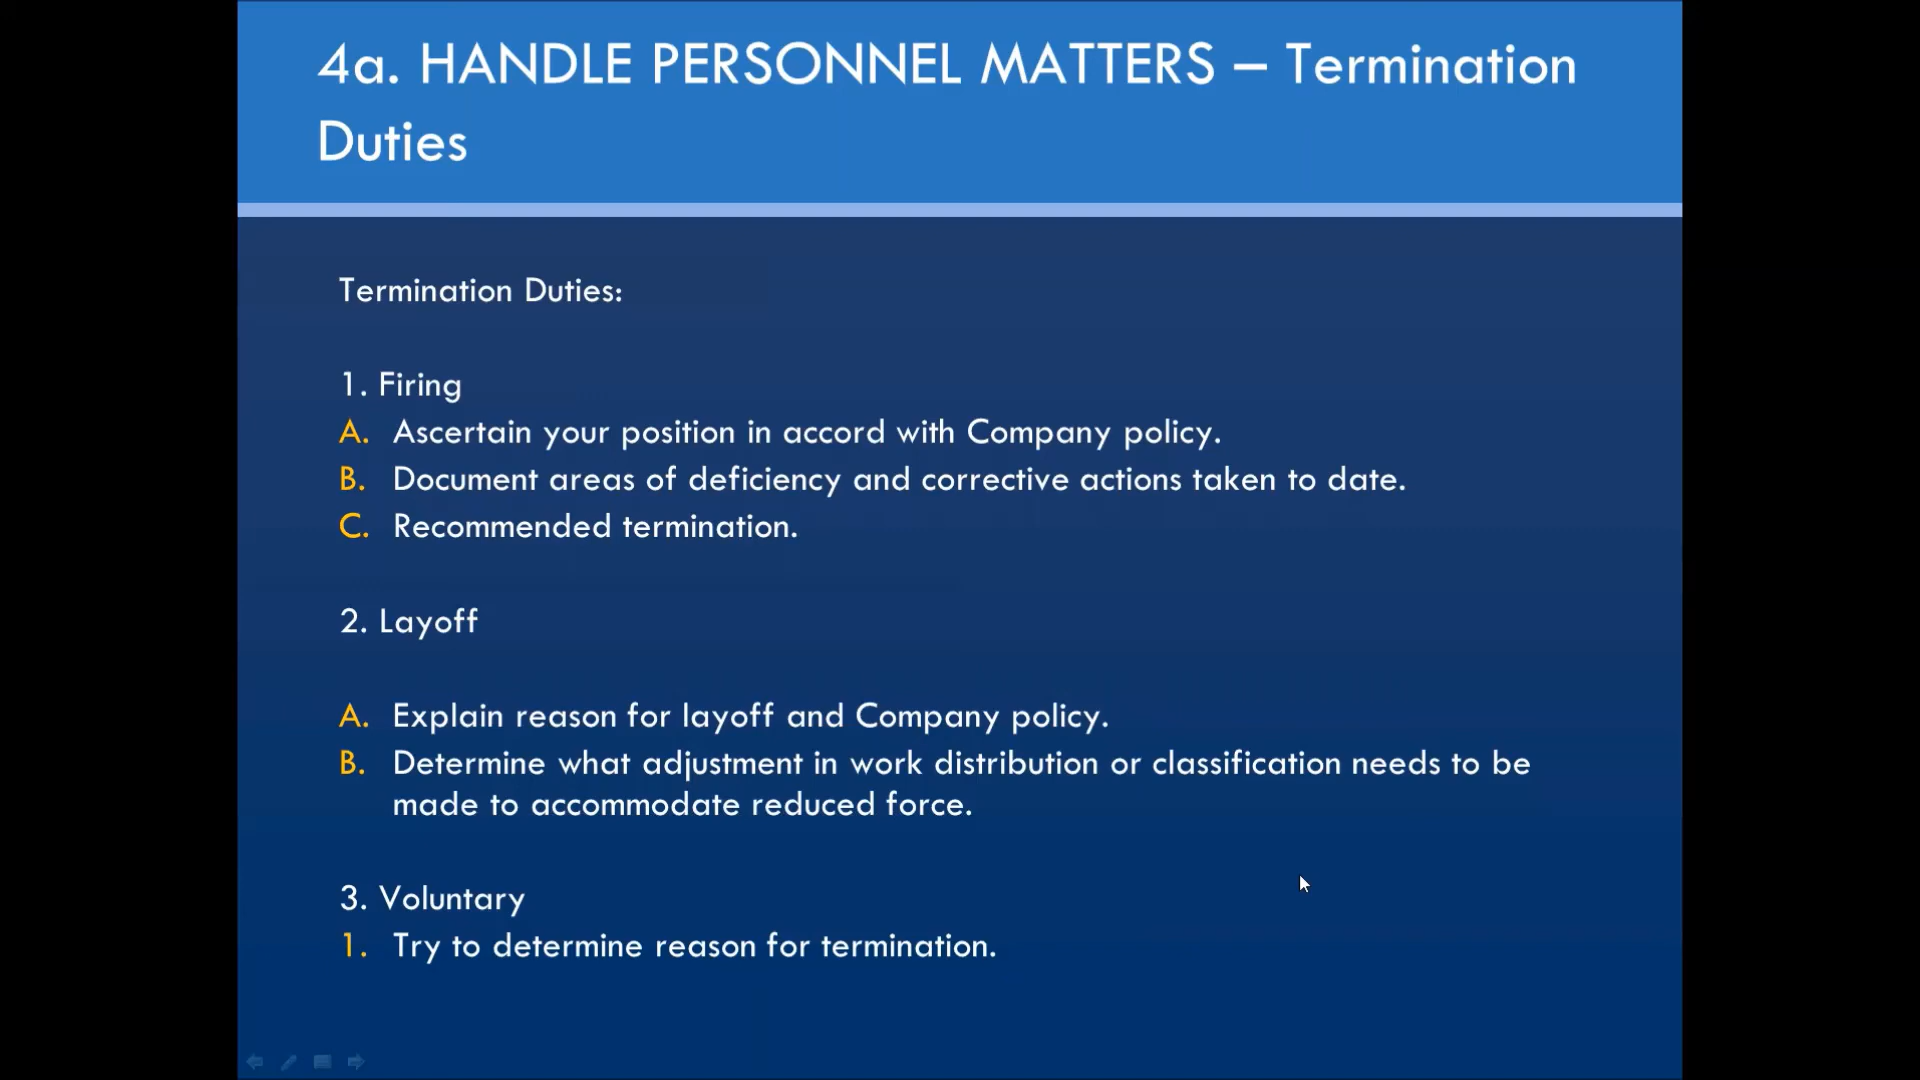 4a. HANDLE PERSONNEL MATTERS – Termination
Duties
Termination Duties:
1. Firing
A. Ascertain your position in accord with Company policy.
B. Document areas of deficiency and corrective actions taken to date.
C. Recommended termination.
2. Layoff
A. Explain reason for layoff and Company policy.
B. Determine what adjustment in work distribution or classification needs to be
made to accommodate reduced force.
3. Voluntary
1. Try to determine reason for termination.